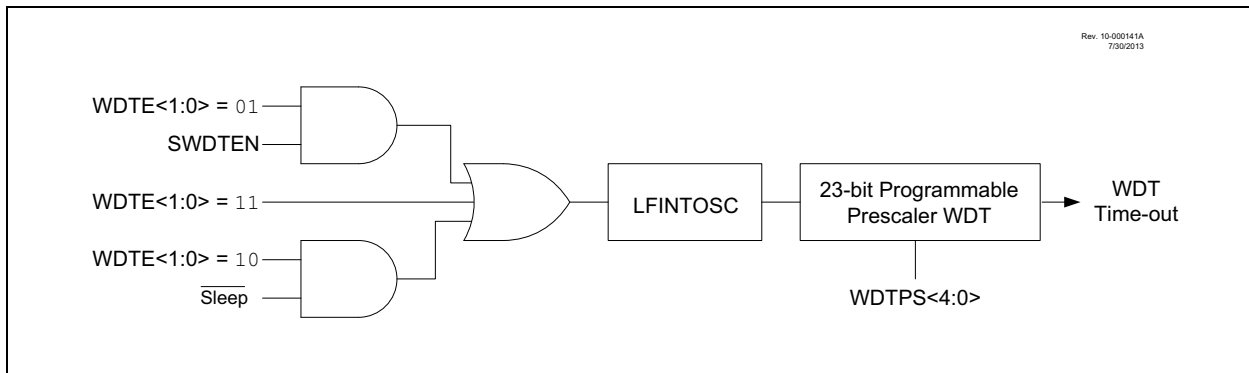 Rev. 10-000141A
7/30/2013
WDTE<1:0> = 01
SWDTEN
WDTE<1:0> = 11
WDTE<1:0> = 10
Sleep
LFINTOSC
23-bit Programmable
Prescaler WDT
WDT
Time-out
WDTPS<4:0>